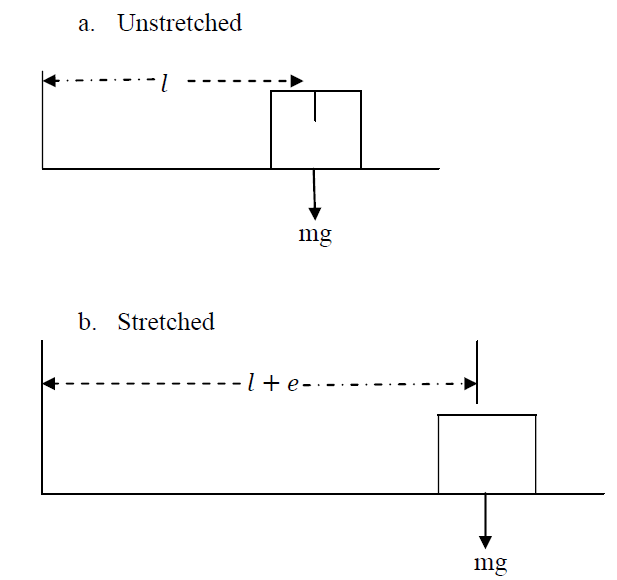 a. Unstretched
l
mg
b. Stretched
l + e
mg